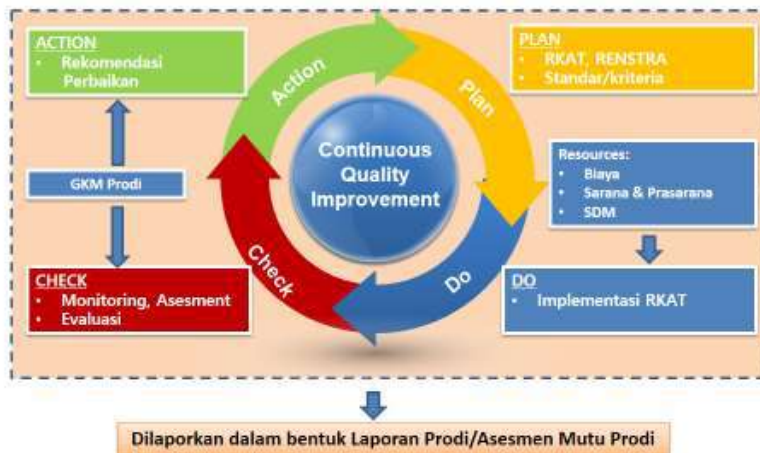 ACTION
• Rekomendasi
Perbaikan
GKM Prodi
CHECK
• Monitoring, Asesment
• Evaluasi
Action
Plan
Do
Check
Continuous
Quality
Improvement
PLAN
• RKAT, RENSTRA
• Standar/kriteria
Resources:
• Biaya
• Sarana & Prasarana
• SDM
DO
• Implementasi RKAT
Dilaporkan dalam bentuk Laporan Prodi/Asesmen Mutu Prodi